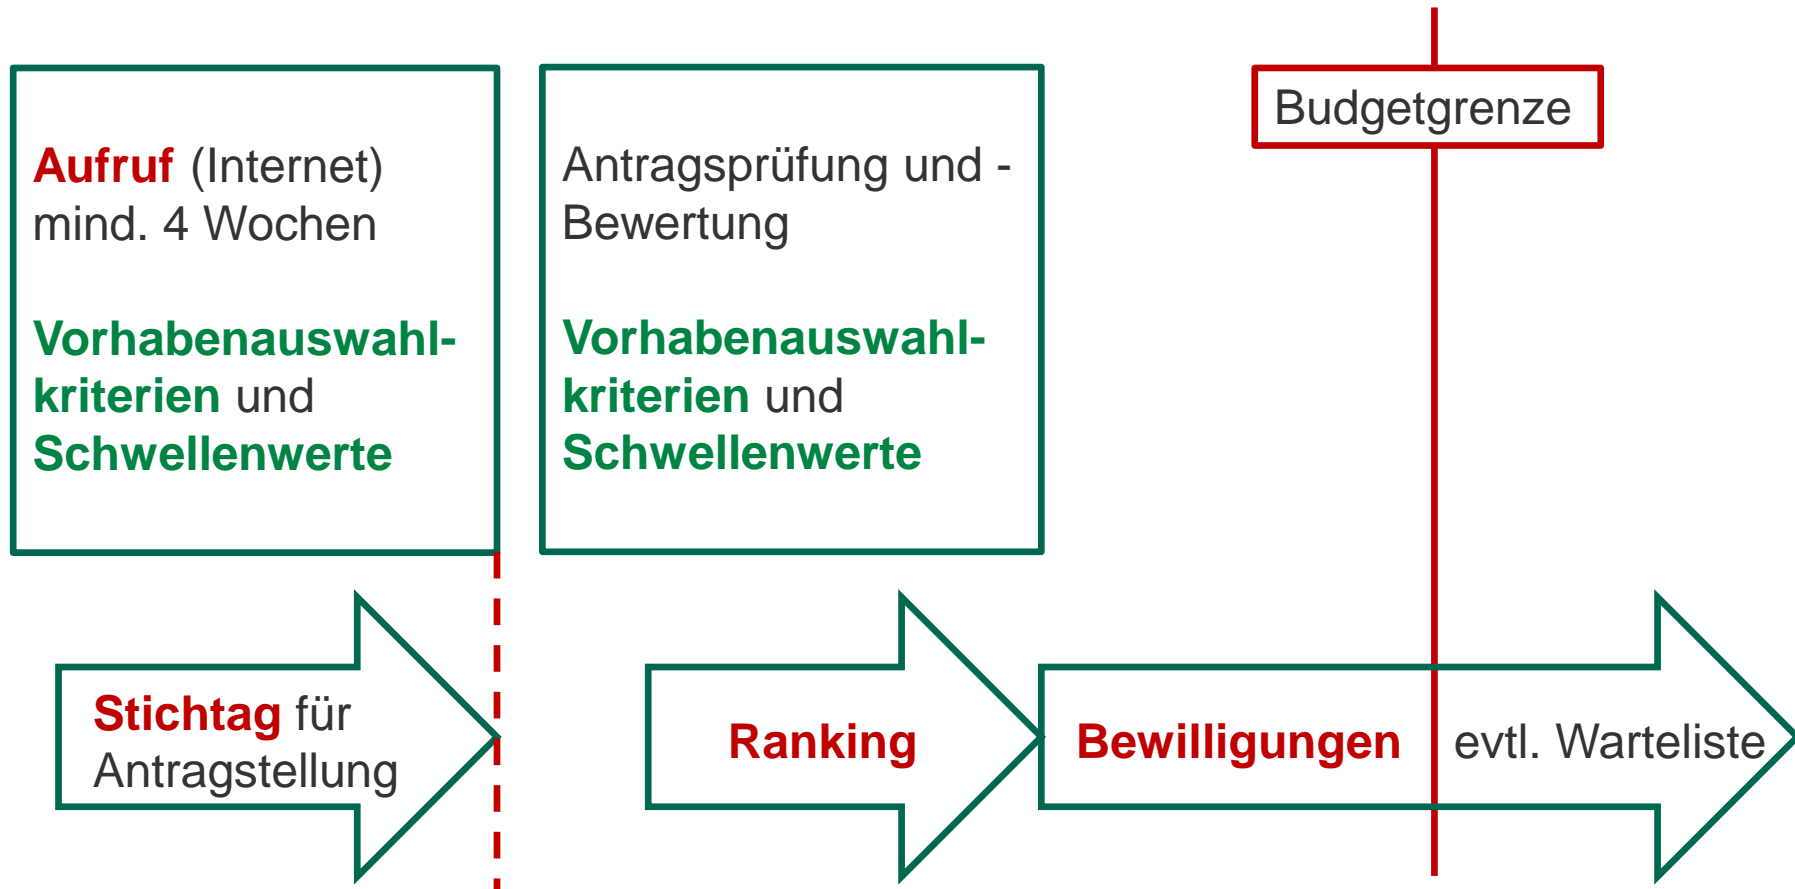 Aufruf (Internet)
mind. 4 Wochen
Vorhabenauswahl-
kriterien und
Schwellenwerte
Antragsprüfung und -
Bewertung
Vorhabenauswahl-
kriterien und
Schwellenwerte
Budgetgrenze
Stichtag für
Antragstellung
Ranking
Bewilligungen
evtl. Warteliste